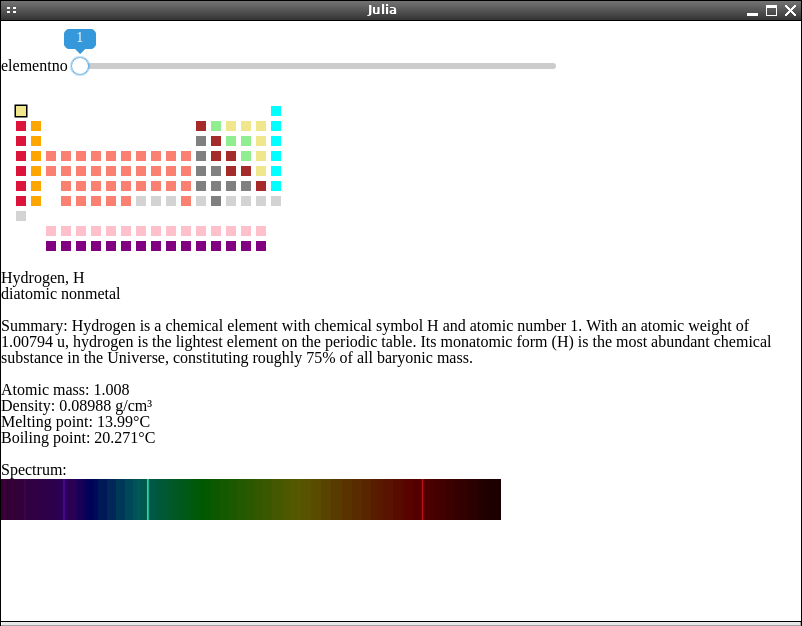 Julia
1
elementno
Hydrogen, H
diatomic nonmetal
Summary: Hydrogen is a chemical element with chemical symbol H and atomic number 1. With an atomic weight of
1.00794 u, hydrogen is the lightest element on the periodic table. Its monatomic form (H) is the most abundant chemical
substance in the Universe, constituting roughly 75% of all baryonic mass.
Atomic mass: 1.008
Density: 0.08988 g/cm³
Melting point: 13.99°C
Boiling point: 20.271°C
Spectrum: